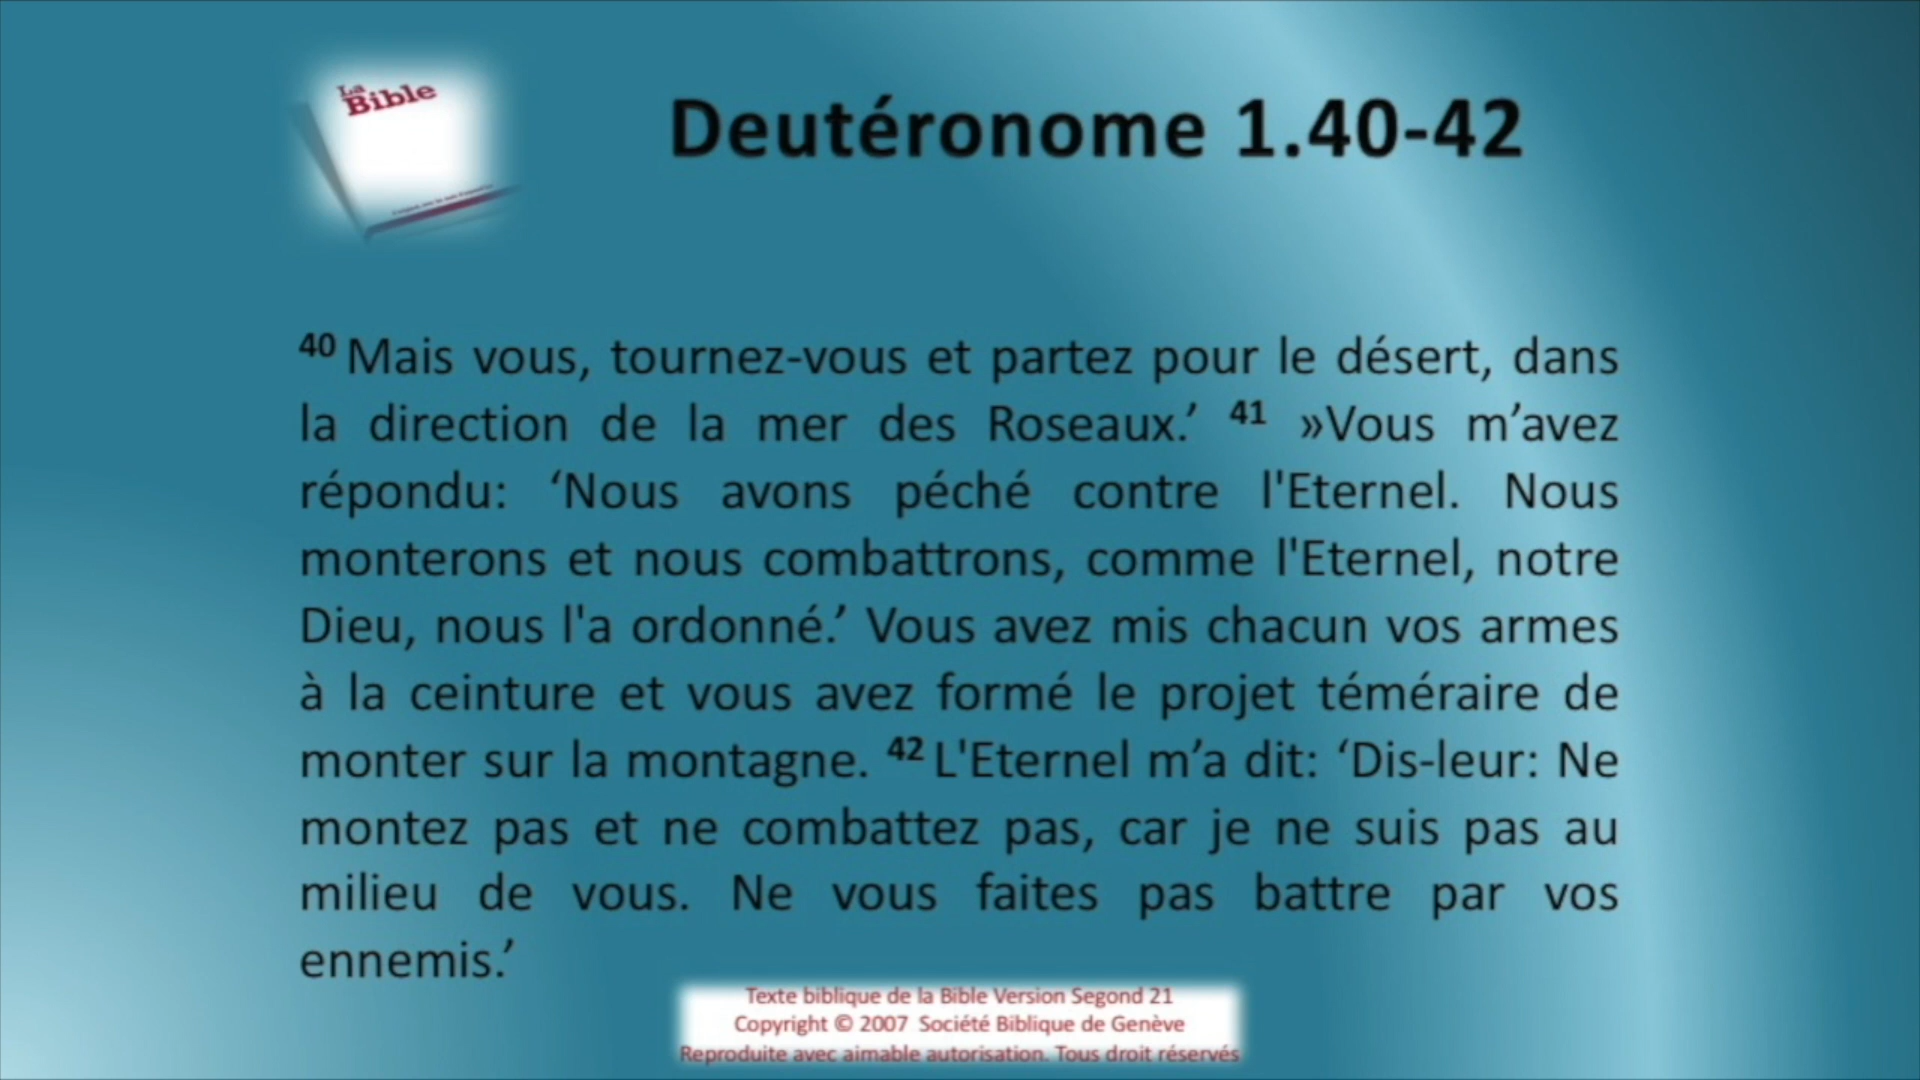 La
Bible
Deutéronome 1.40-42
40 Mais vous, tournez-vous et partez pour le désert, dans
la direction de la mer des Roseaux.’ 41 »Vous m’avez
répondu: ‘Nous avons péché contre l'Eternel. Nous
monterons et nous combattrons, comme l'Eternel, notre
Dieu, nous l'a ordonné.’ Vous avez mis chacun vos armes
à la ceinture et vous avez formé le projet téméraire de
monter sur la montagne. 42 L'Eternel m’a dit: ‘Dis-leur: Ne
montez pas et ne combattez pas, car je ne suis pas au
milieu de vous. Ne vous faites pas battre par vos
ennemis.’
Texte biblique de la Bible Version Segond 21
Copyright © 2007 Société Biblique de Genève
Reproduite avec aimable autorisation. Tous droit réservés